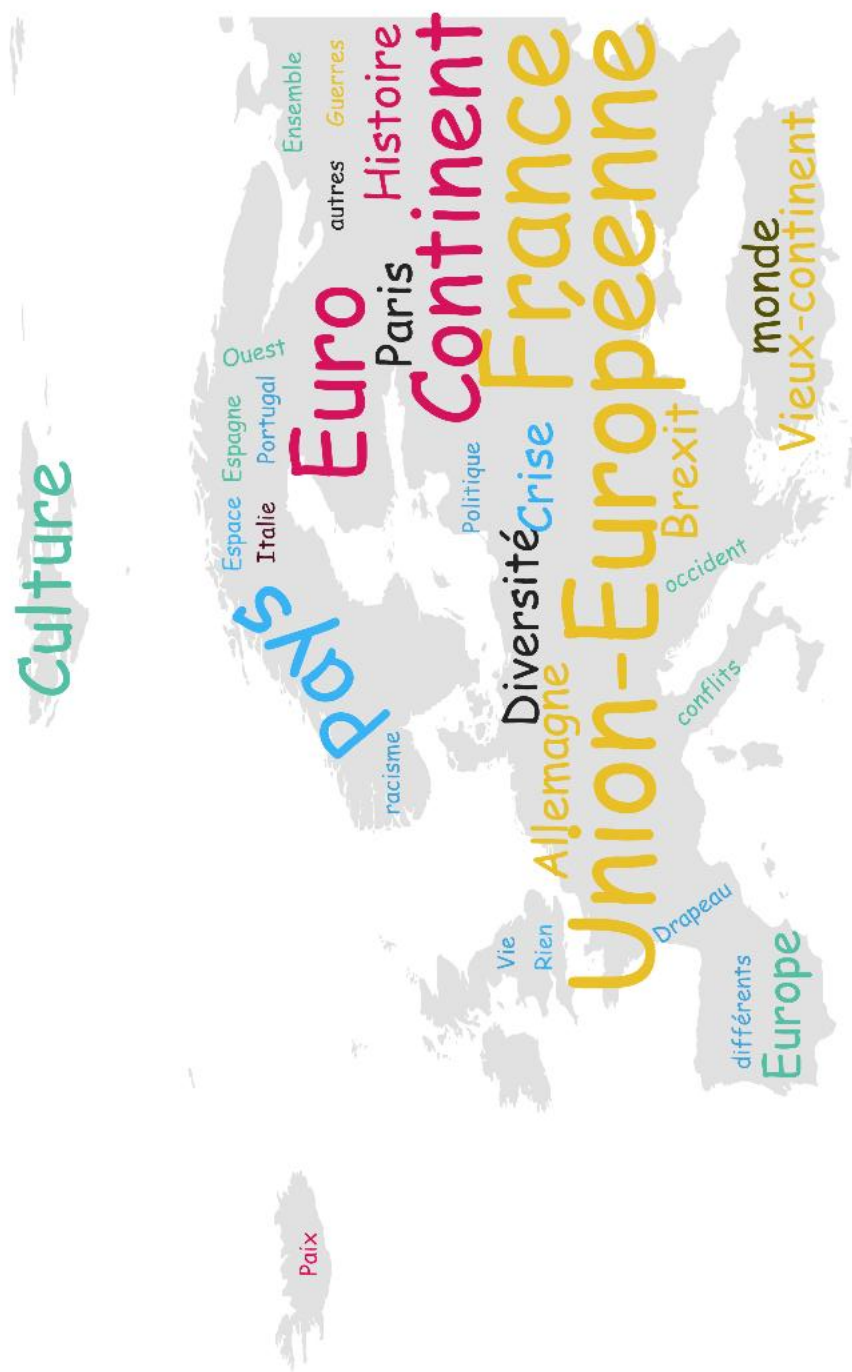 Culture
Paix
Espace
Espagne
Ouest
Italie
Portugal
Ensemble
Pays
Euro
autres
Guerres
racisme
Paris
Histoire
Continent
Politique
Vie
Rien
Diversité
Crise
France
Allemagne
Union-Européenne
Drapeau
conflits
occident
Brexit
différents
Europe
monde
Vieux-continent